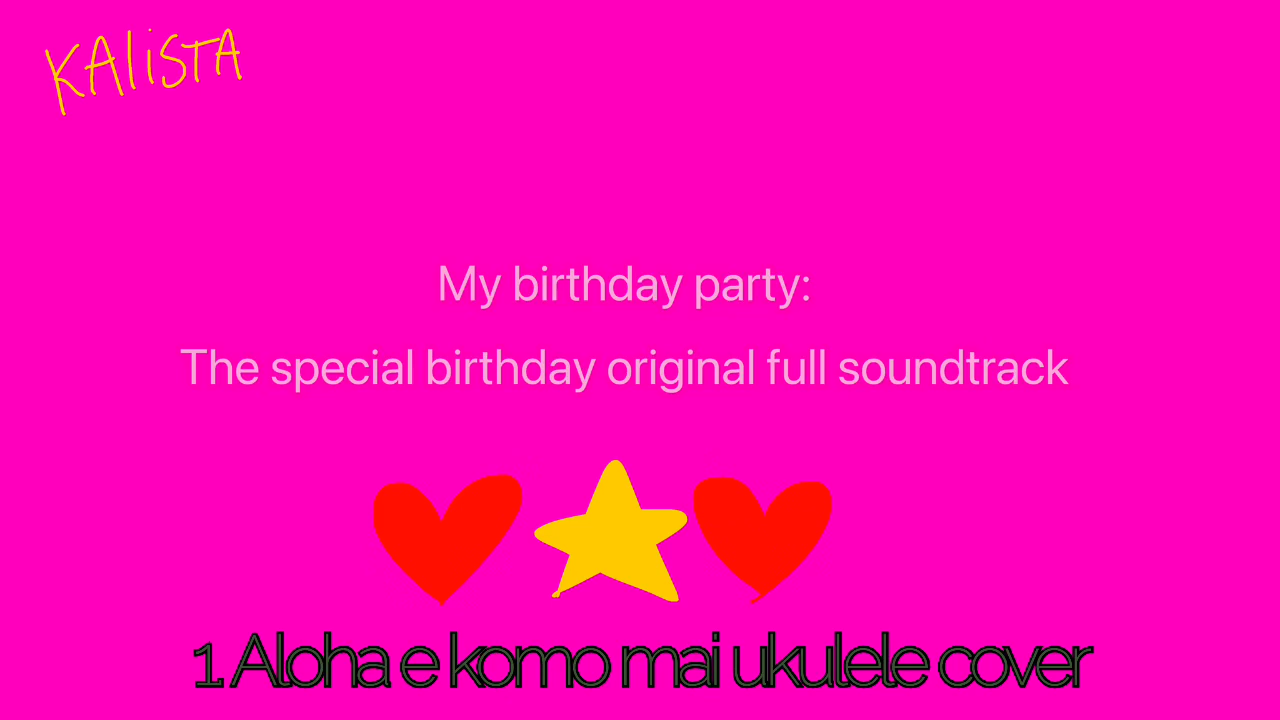 KALiSTA
My birthday party:
The special birthday original full soundtrack
1 Aloha e komo mai ukulele cover